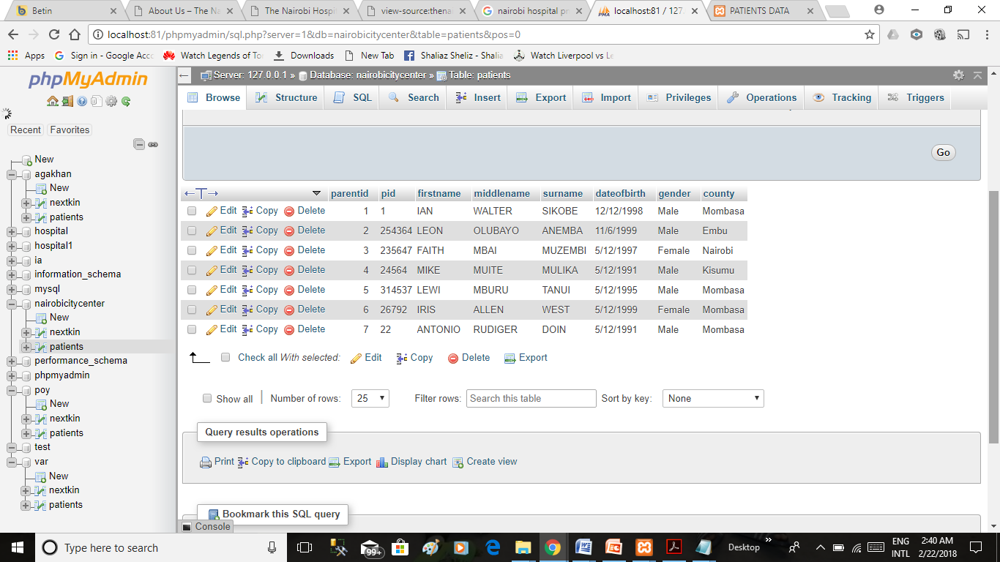 Betin
About Us – The Na
The Nairobi Hospi
view-source:thena
nairobi hospital pr
localhost:81 / 127.
PATIENTS DATA
localhost:81/phpmyadmin/sql.php?server=1&db=nairobicitycenter&table=patients&pos=0
Apps Sign in - Google Acco Watch Legends of To Downloads New Tab Shaliaz Sheliz - Shalia Watch Liverpool vs Le
phpMyAdmin
Recent Favorites
New
agakhan
New
nextkin
patients
hospital
hospital1
ia
information_schema
mysql
nairobicitycenter
New
nextkin
patients
performance_schema
phpmyadmin
poy
New
nextkin
patients
test
var
New
nextkin
patients
Server: 127.0.0.1 » Database: nairobicitycenter » Table: patients
Browse Structure SQL Search Insert Export Import Privileges Operations Tracking Triggers
Go
←T→ parentid pid firstname middlename surname dateofbirth gender county
Edit Copy Delete 1 1 IAN WALTER SIKOBE 12/12/1998 Male Mombasa
Edit Copy Delete 2 254364 LEON OLUBAYO ANEMBA 11/6/1999 Male Embu
Edit Copy Delete 3 235647 FAITH MBAI MUZEMBI 5/12/1997 Female Nairobi
Edit Copy Delete 4 24564 MIKE MUITE MULIKA 5/12/1991 Male Kisumu
Edit Copy Delete 5 314537 LEWI MBURU TANUI 5/12/1995 Male Mombasa
Edit Copy Delete 6 26792 IRIS ALLEN WEST 5/12/1999 Female Mombasa
Edit Copy Delete 7 22 ANTONIO RUDIGER DOIN 5/12/1991 Male Mombasa
Check all With selected: Edit Copy Delete Export
Show all Number of rows: 25 Filter rows: Search this table Sort by key: None
Query results operations
Print Copy to clipboard Export Display chart Create view
Bookmark this SQL query
Console
Type here to search
99+
Desktop »
ENG
INTL
2:40 AM
2/22/2018